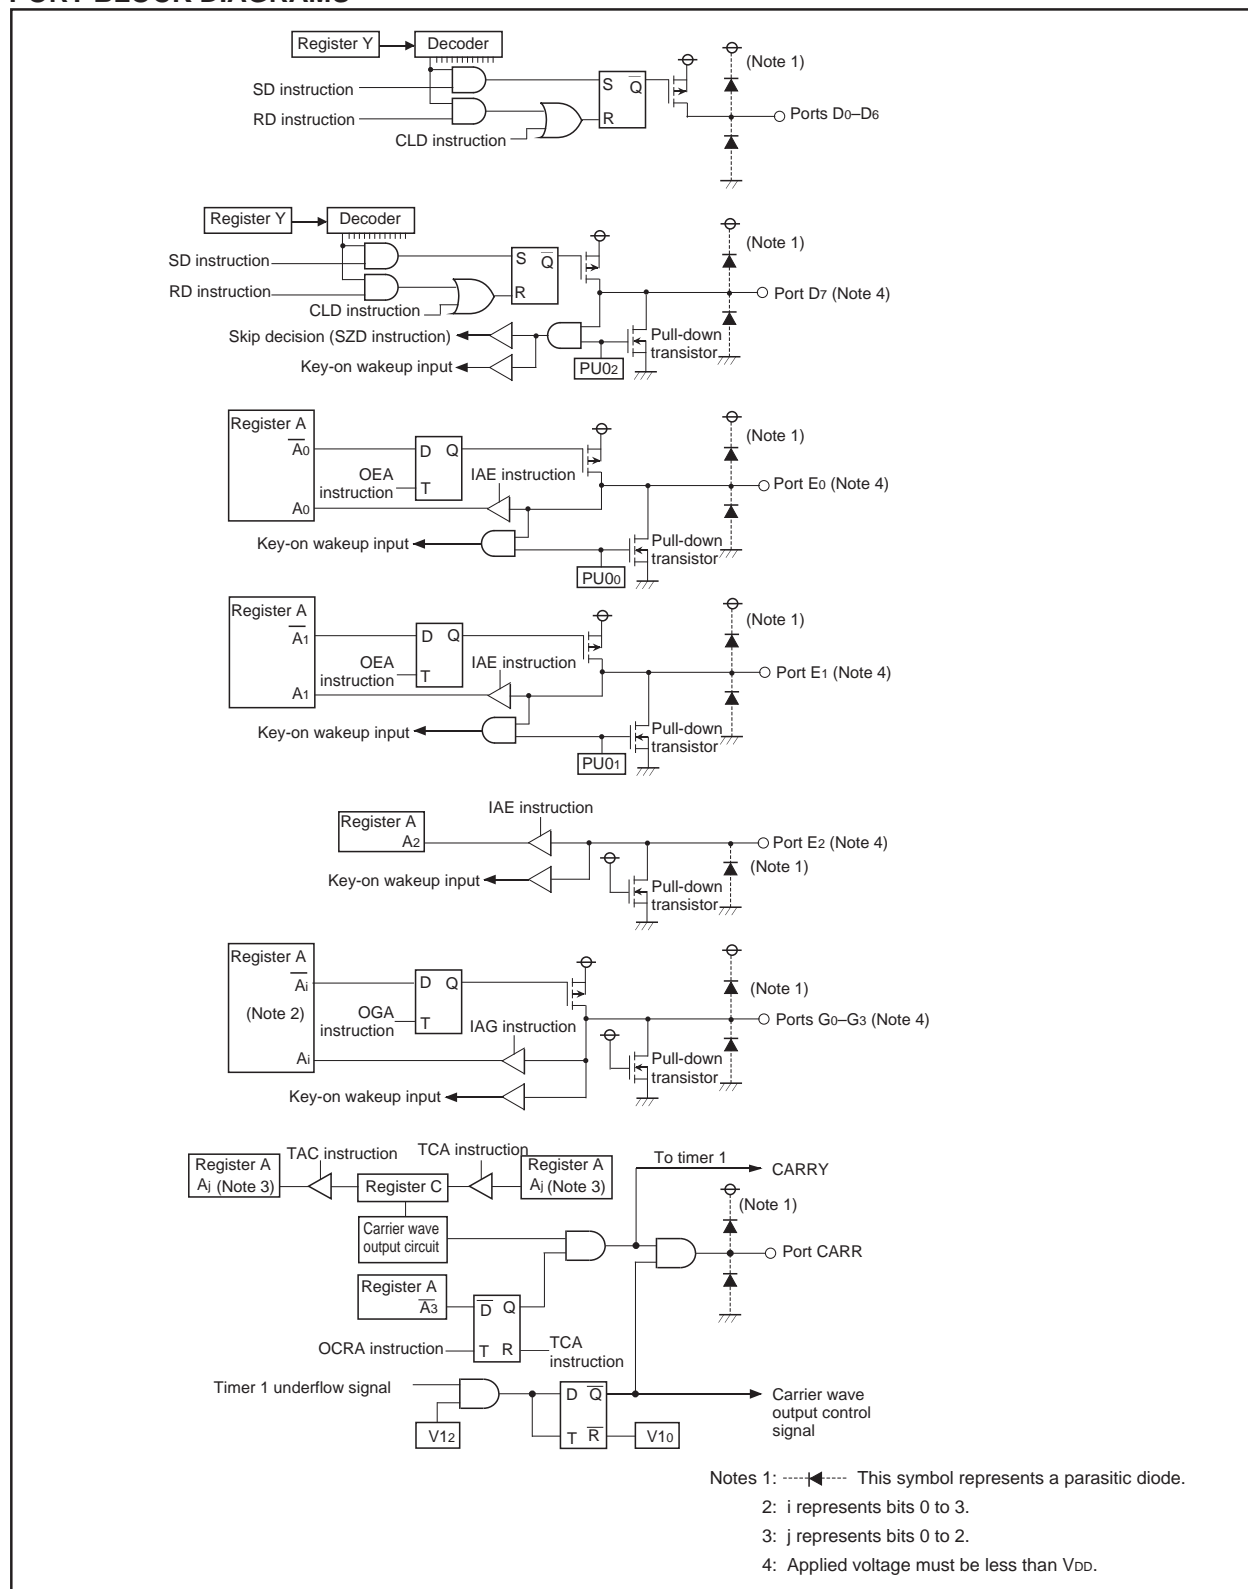 Register Y
Decoder
(Note 1)
SD instruction
S Q̅
Ports D0–D6
RD instruction
R
CLD instruction
Register Y
Decoder
(Note 1)
SD instruction
S Q̅
RD instruction
R
Port D7 (Note 4)
CLD instruction
Skip decision (SZD instruction)
Pull-down
transistor
Key-on wakeup input
PU02
Register A
A̅0
D Q
(Note 1)
OEA
instruction
T
IAE instruction
Port E0 (Note 4)
A0
Key-on wakeup input
Pull-down
transistor
PU00
Register A
A̅1
D Q
(Note 1)
OEA
instruction
T
IAE instruction
Port E1 (Note 4)
A1
Key-on wakeup input
Pull-down
transistor
PU01
IAE instruction
Register A
A2
Port E2 (Note 4)
(Note 1)
Key-on wakeup input
Pull-down
transistor
Register A
A̅i
D Q
(Note 1)
(Note 2)
OGA
instruction
T
IAG instruction
Ports G0–G3 (Note 4)
Ai
Pull-down
transistor
Key-on wakeup input
TAC instruction
TCA instruction
To timer 1
Register A
Aj (Note 3)
Register C
Register A
Aj (Note 3)
CARRY
(Note 1)
Carrier wave
output circuit
Port CARR
Register A
A̅3
D̅ Q
OCRA instruction
T R
TCA
instruction
Timer 1 underflow signal
D Q̅
Carrier wave
output control
signal
V12
T R̅
V10
Notes 1: This symbol represents a parasitic diode.
2: i represents bits 0 to 3.
3: j represents bits 0 to 2.
4: Applied voltage must be less than VDD.